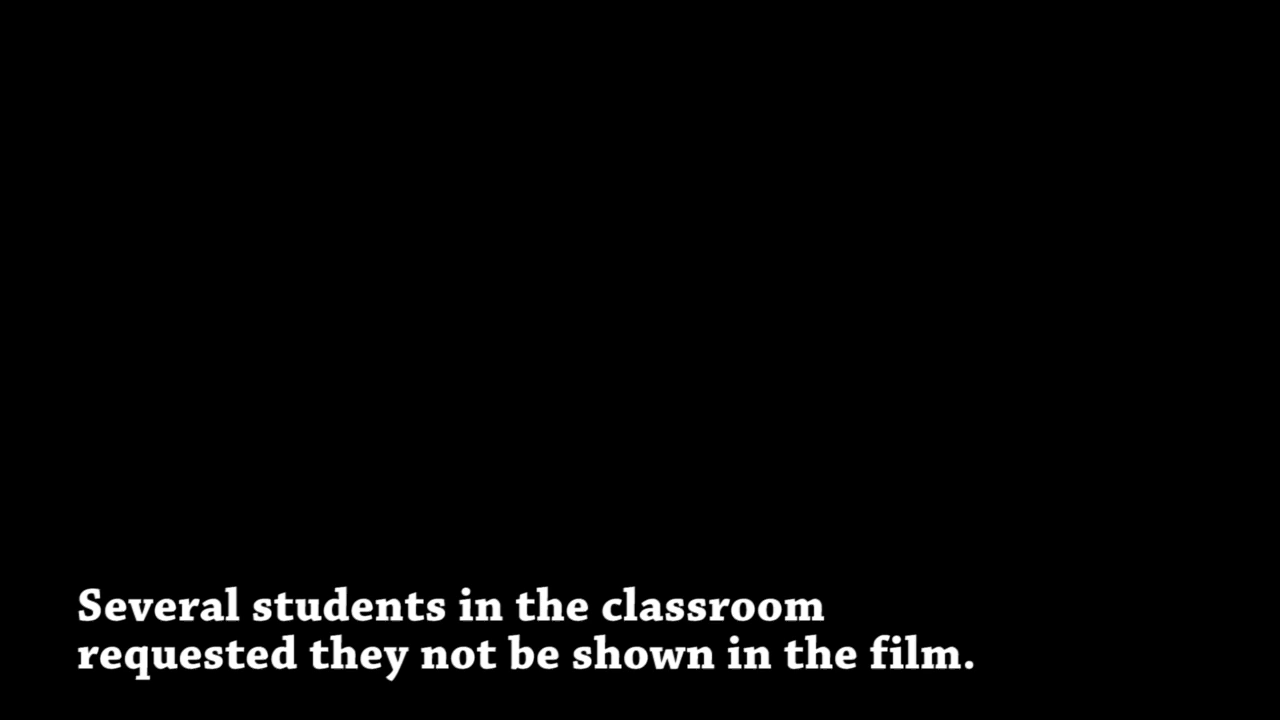 Several students in the classroom
requested they not be shown in the film.